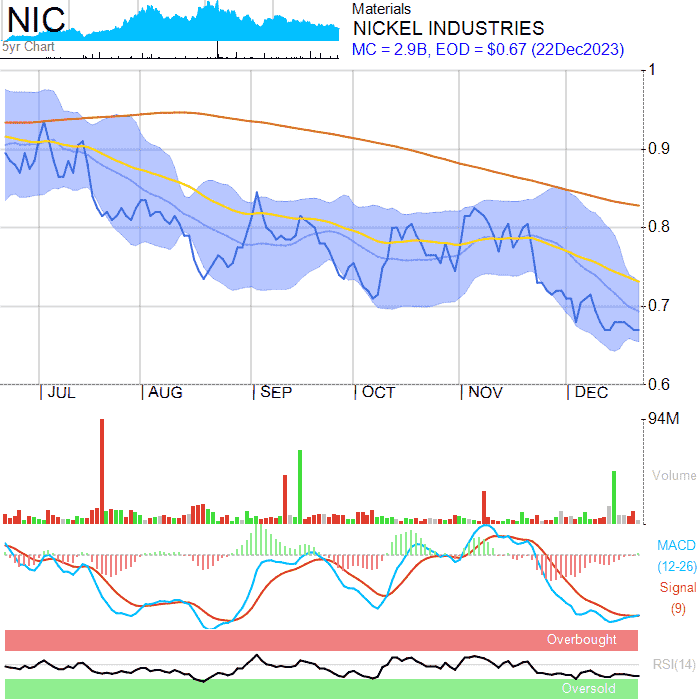 NIC
5yr Chart
Materials
NICKEL INDUSTRIES
MC = 2.9B, EOD = $0.67 (22Dec2023)
1
0.9
0.8
0.7
0.6
JUL AUG SEP OCT NOV DEC
94M
Volume
MACD
(12-26)
Signal
(9)
Overbought
RSI(14)
Oversold